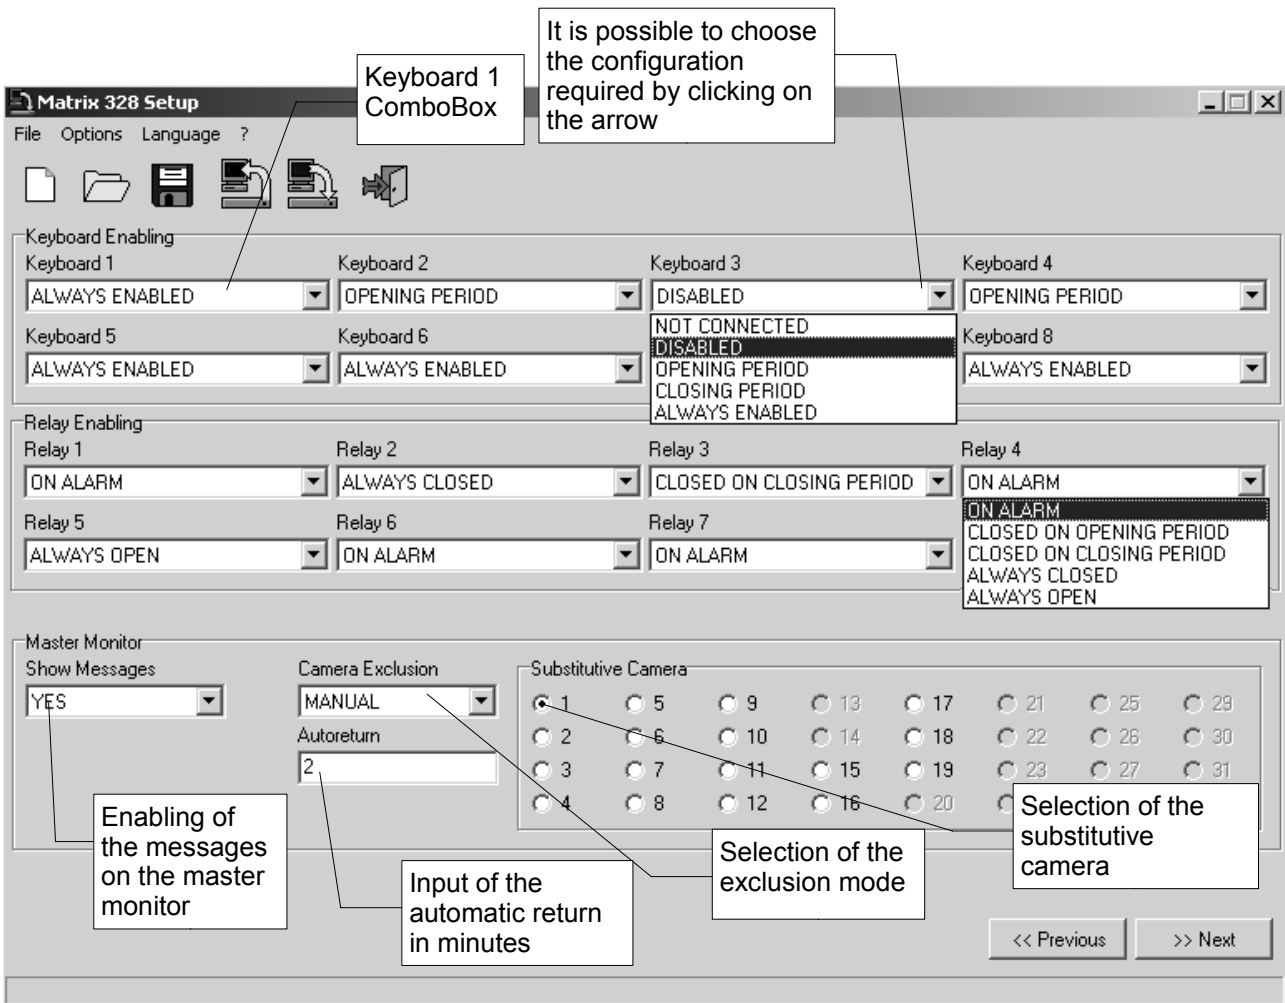 It is possible to choose
the configuration
required by clicking on
the arrow
Keyboard 1
ComboBox
Matrix 328 Setup
File Options Language ?
Keyboard Enabling
Keyboard 1 Keyboard 2 Keyboard 3 Keyboard 4
ALWAYS ENABLED OPENING PERIOD DISABLED OPENING PERIOD
NOT CONNECTED
DISABLED
OPENING PERIOD
CLOSING PERIOD
ALWAYS ENABLED
Keyboard 5 Keyboard 6 Keyboard 8
ALWAYS ENABLED ALWAYS ENABLED ALWAYS ENABLED
Relay Enabling
Relay 1 Relay 2 Relay 3 Relay 4
ON ALARM ALWAYS CLOSED CLOSED ON CLOSING PERIOD ON ALARM
ON ALARM
CLOSED ON OPENING PERIOD
CLOSED ON CLOSING PERIOD
ALWAYS CLOSED
ALWAYS OPEN
Relay 5 Relay 6 Relay 7
ALWAYS OPEN ON ALARM ON ALARM
Master Monitor
Show Messages Camera Exclusion Substitutive Camera
YES MANUAL
Autoreturn
2
1 5 9 13 17 21 25 29
2 6 10 14 18 22 26 30
3 7 11 15 19 23 27 31
4 8 12 16 20
Enabling of
the messages
on the master
monitor
Input of the
automatic return
in minutes
Selection of the
exclusion mode
Selection of the
substitutive
camera
<< Previous >> Next